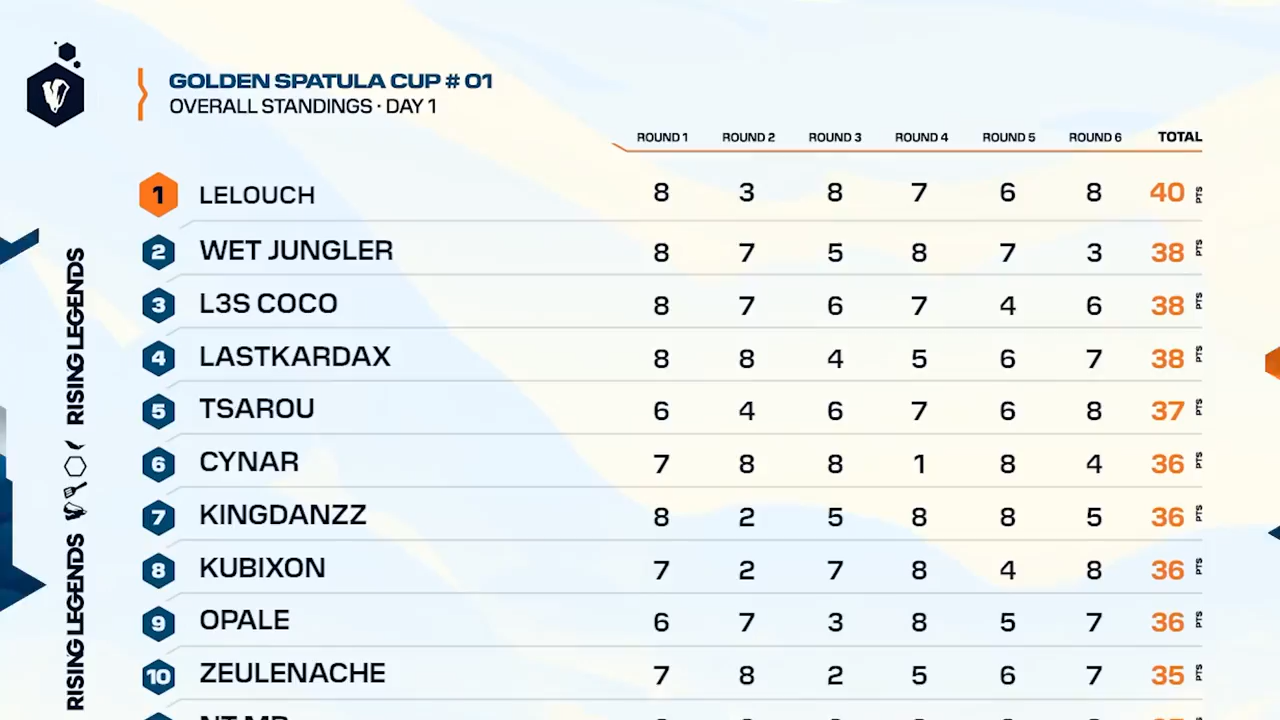 GOLDEN SPATULA CUP # 01
OVERALL STANDINGS · DAY 1
ROUND 1 ROUND 2 ROUND 3 ROUND 4 ROUND 5 ROUND 6 TOTAL
1 LELOUCH 8 3 8 7 6 8 40 PTS
2 WET JUNGLER 8 7 5 8 7 3 38 PTS
3 L3S COCO 8 7 6 7 4 6 38 PTS
4 LASTKARDAX 8 8 4 5 6 7 38 PTS
5 TSAROU 6 4 6 7 6 8 37 PTS
6 CYNAR 7 8 8 1 8 4 36 PTS
7 KINGDANZZ 8 2 5 8 8 5 36 PTS
8 KUBIXON 7 2 7 8 4 8 36 PTS
9 OPALE 6 7 3 8 5 7 36 PTS
10 ZEULENACHE 7 8 2 5 6 7 35 PTS
RISING LEGENDS
RISING LEGENDS